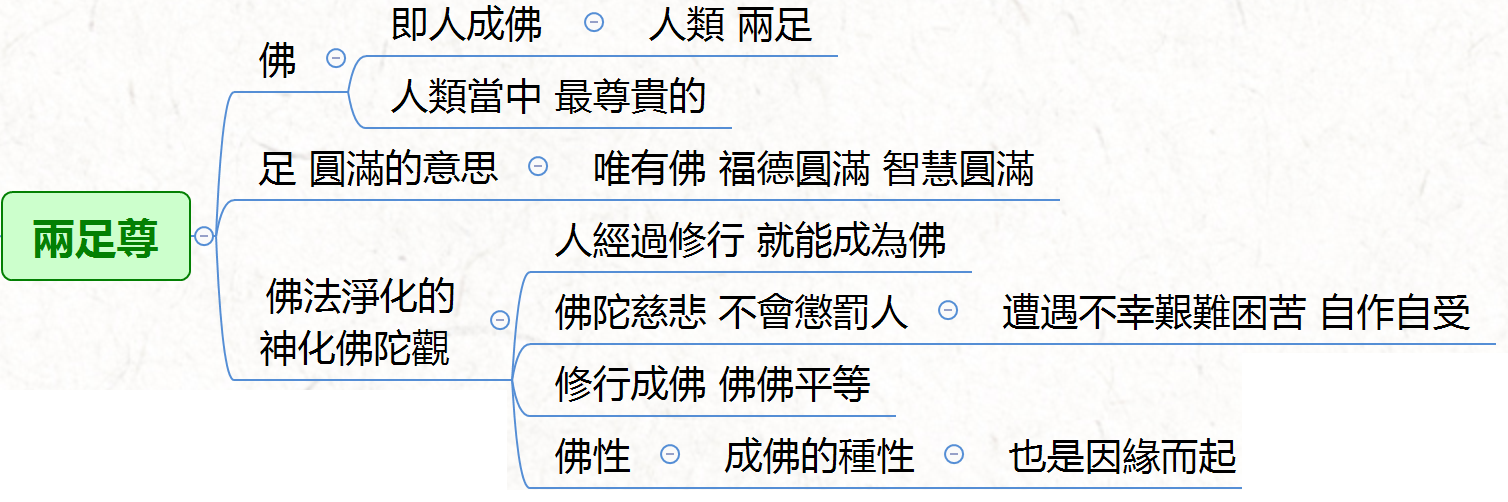 即人成佛 人類 兩足
佛
人類當中 最尊貴的
足 圓滿的意思 唯有佛 福德圓滿 智慧圓滿
兩足尊
人經過修行 就能成為佛
佛法淨化的
神化佛陀觀
佛陀慈悲 不會懲罰人 遭遇不幸艱難困苦 自作自受
修行成佛 佛佛平等
佛性 成佛的種性 也是因緣而起